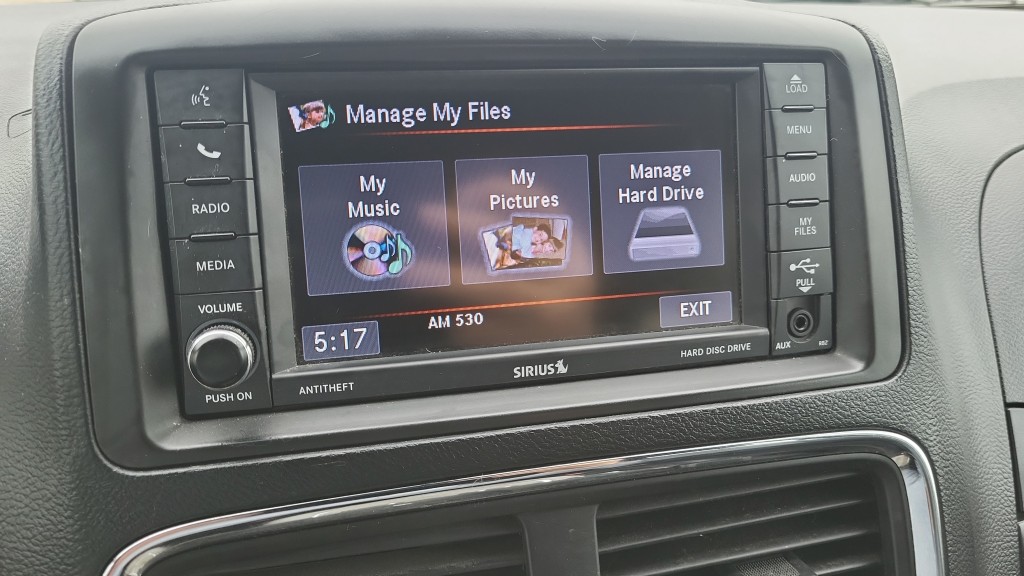 Manage My Files
My
Music
My
Pictures
Manage
Hard Drive
AM 530
EXIT
5:17
RADIO
MEDIA
VOLUME
PUSH ON
LOAD
MENU
AUDIO
MY
FILES
PULL
AUX
ANTITHEFT
SIRIUS
HARD DISC DRIVE